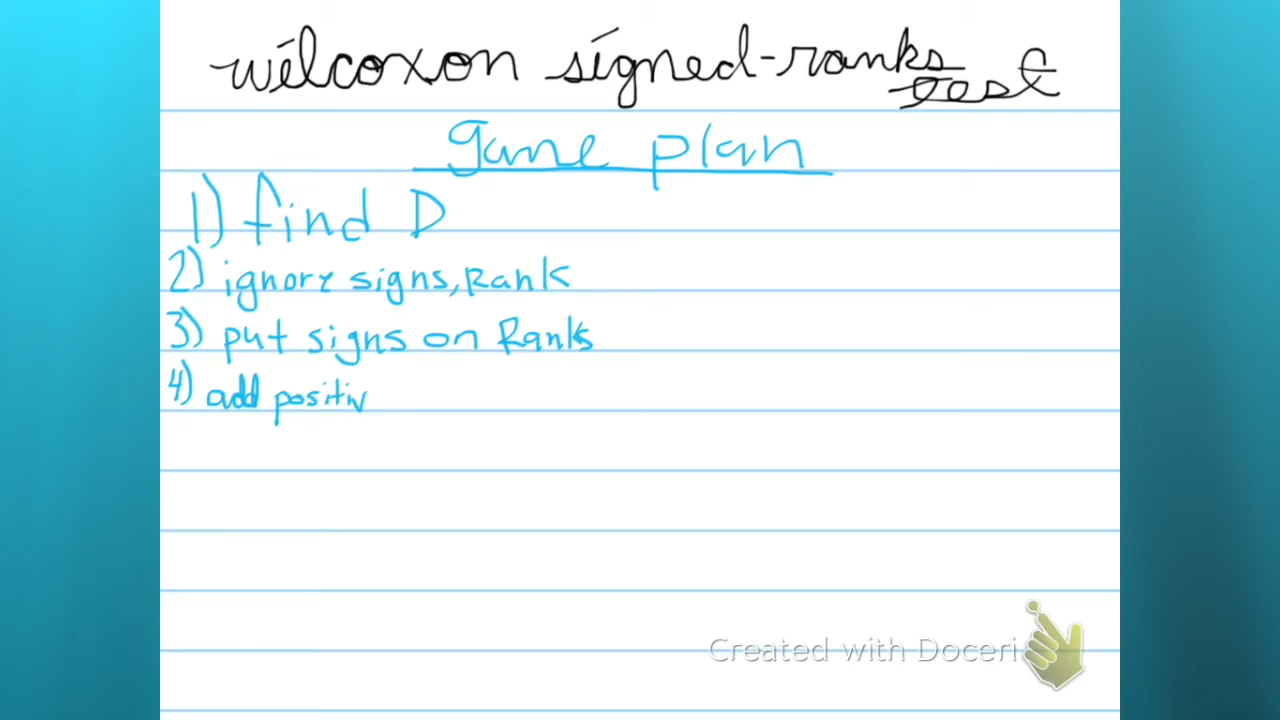 wilcoxon signed-ranks test
game plan
1) find D
2) ignore signs, Rank
3) put signs on Ranks
4) add positiv
Created with Doceri